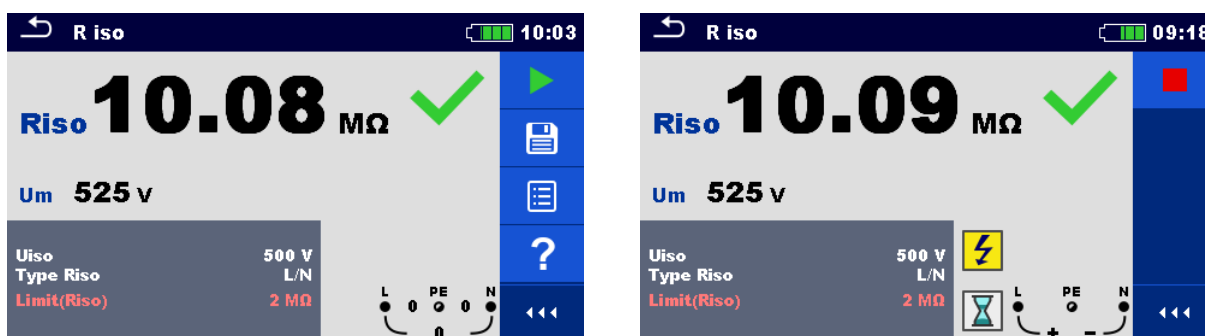 R iso 10:03
Riso 10.08 MΩ
Um 525 V
Uiso 500 V
Type Riso L/N
Limit(Riso) 2 MΩ
?
L PE N
0 0
0
R iso 09:18
Riso 10.09 MΩ
Um 525 V
Uiso 500 V
Type Riso L/N
Limit(Riso) 2 MΩ
L PE N
+ -